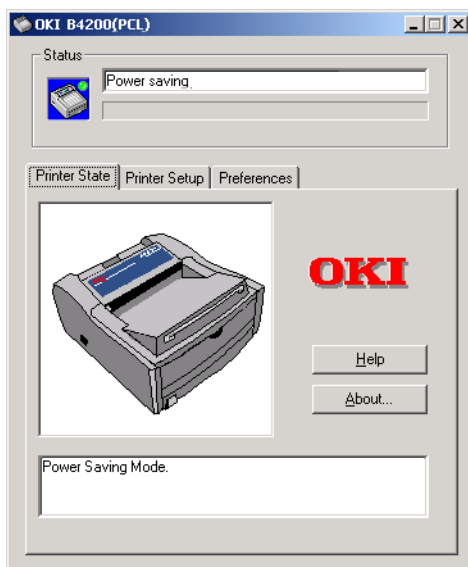 OKI B4200(PCL)
Status
Power saving
Printer State Printer Setup Preferences
OKI
Help
About...
Power Saving Mode.